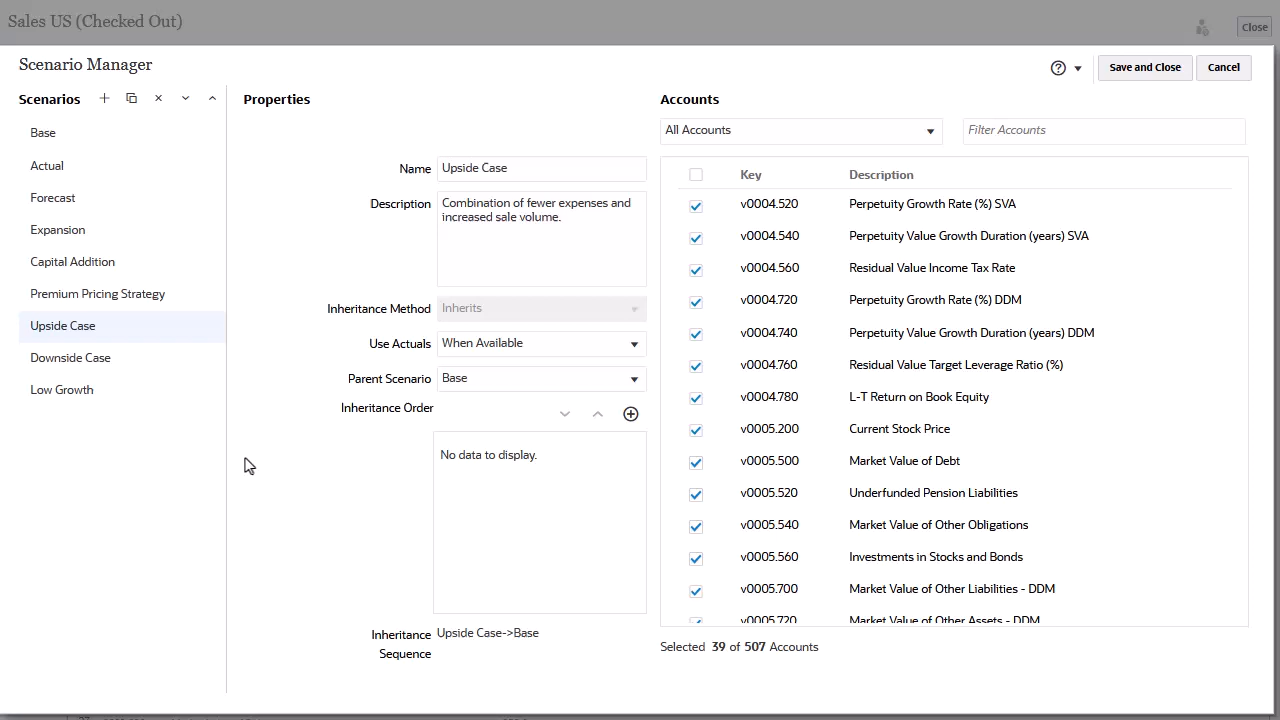 Sales US (Checked Out)
Close
Scenario Manager
Save and Close
Cancel
Scenarios
Properties
Accounts
Base
Actual
Forecast
Expansion
Capital Addition
Premium Pricing Strategy
Upside Case
Downside Case
Low Growth
Name Upside Case
Description Combination of fewer expenses and
increased sale volume.
Inheritance Method Inherits
Use Actuals When Available
Parent Scenario Base
Inheritance Order
No data to display.
Inheritance Upside Case->Base
Sequence
All Accounts Filter Accounts
Key Description
v0004.520 Perpetuity Growth Rate (%) SVA
v0004.540 Perpetuity Value Growth Duration (years) SVA
v0004.560 Residual Value Income Tax Rate
v0004.720 Perpetuity Growth Rate (%) DDM
v0004.740 Perpetuity Value Growth Duration (years) DDM
v0004.760 Residual Value Target Leverage Ratio (%)
v0004.780 L-T Return on Book Equity
v0005.200 Current Stock Price
v0005.500 Market Value of Debt
v0005.520 Underfunded Pension Liabilities
v0005.540 Market Value of Other Obligations
v0005.560 Investments in Stocks and Bonds
v0005.700 Market Value of Other Liabilities - DDM
v0005.720 Market Value of Other Assets - DDM
Selected 39 of 507 Accounts